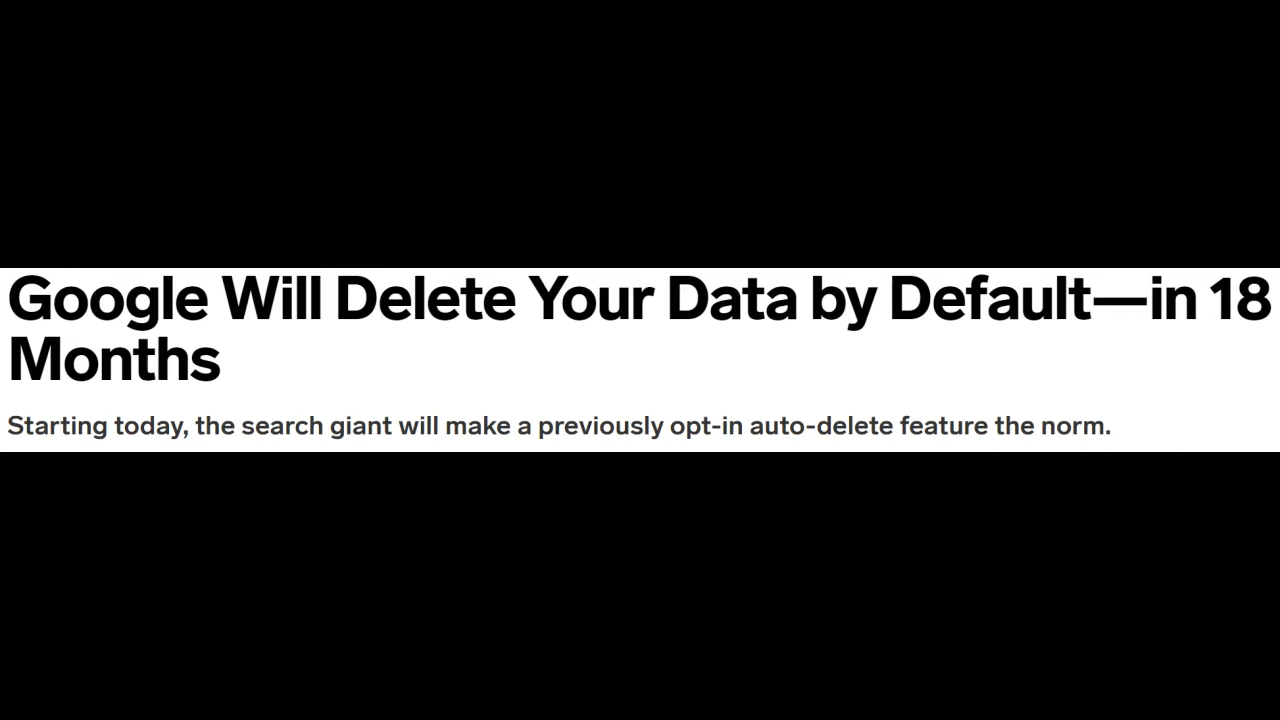 Google Will Delete Your Data by Default—in 18
Months
Starting today, the search giant will make a previously opt-in auto-delete feature the norm.